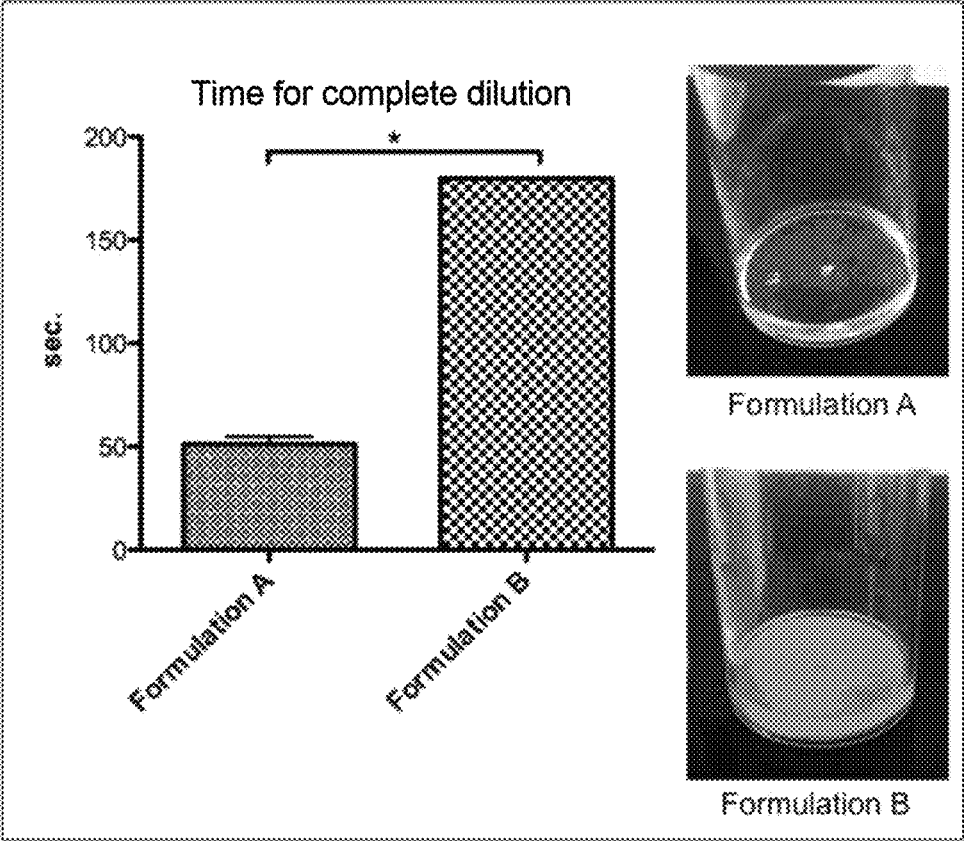 Time for complete dilution
*
200
150
100
50
0
sec.
Formulation A
Formulation B
Formulation A
Formulation B